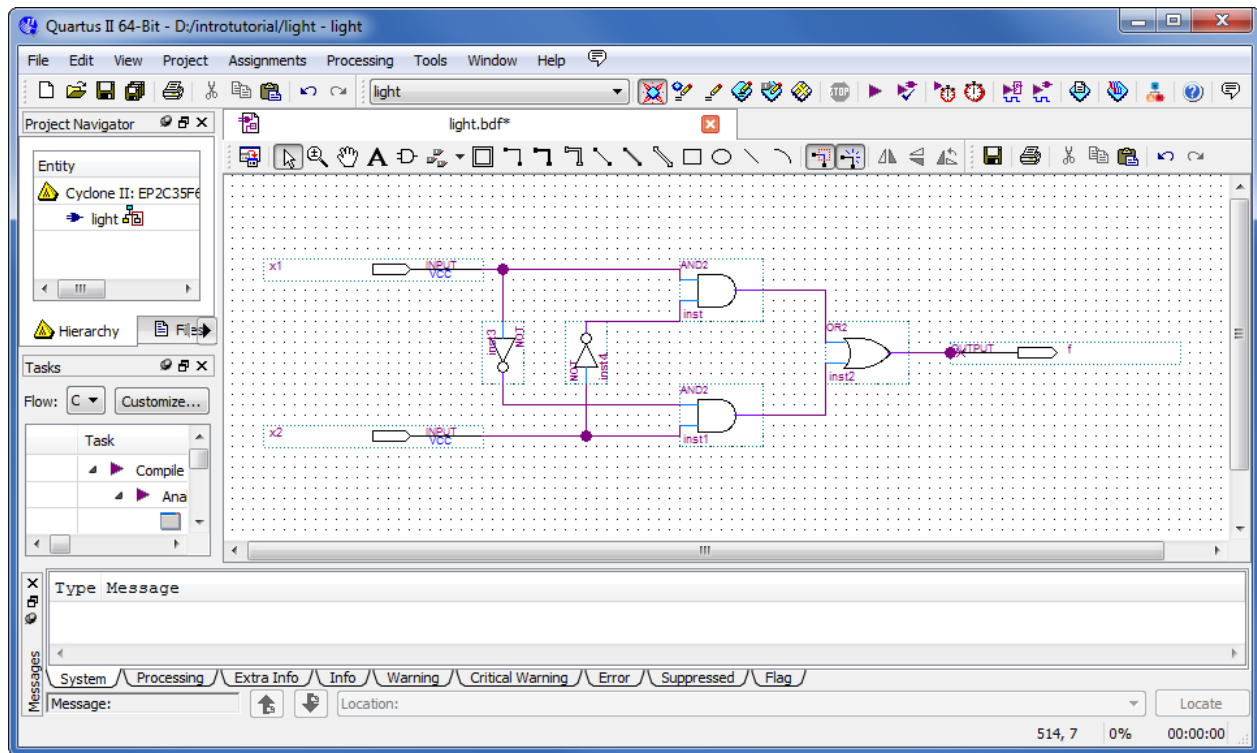 Quartus II 64-Bit - D:/introtutorial/light - light
File Edit View Project Assignments Processing Tools Window Help
light
STOP
Project Navigator
light.bdf*
Entity
Cyclone II: EP2C35F6
light
Hierarchy
Files
x1 INPUT VCC
AND2
inst
inst3 NOT
NOT inst4
OR2
inst2
OUTPUT f
AND2
inst1
x2 INPUT VCC
Tasks
Flow: C Customize...
Task
Compile
Ana
Type Message
System Processing Extra Info Info Warning Critical Warning Error Suppressed Flag
Messages
Message: Location: Locate
514, 7 0% 00:00:00